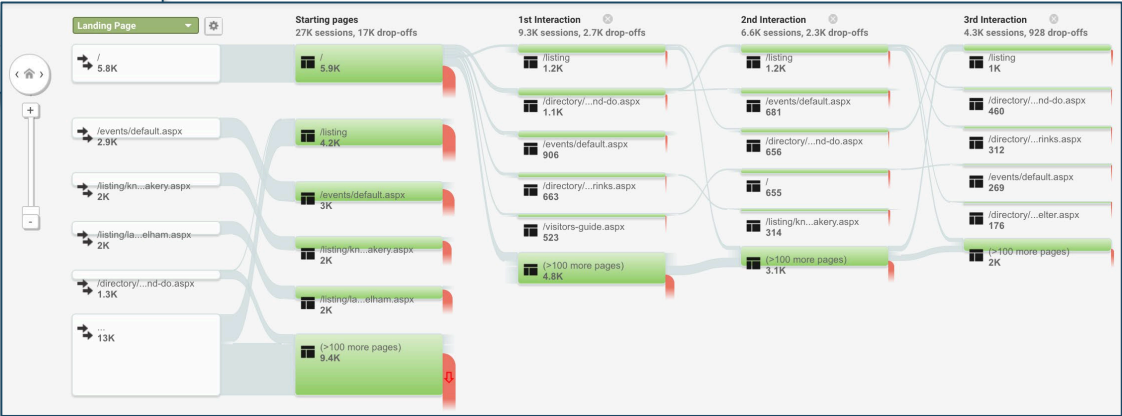 Landing Page
/
5.8K
/events/default.aspx
2.9K
/listing/kn...akery.aspx
2K
/listing/la...elham.aspx
2K
/directory/...nd-do.aspx
1.3K
...
13K
Starting pages
27K sessions, 17K drop-offs
/
5.9K
/listing
4.2K
/events/default.aspx
3K
/listing/kn...akery.aspx
2K
/listing/la...elham.aspx
2K
(>100 more pages)
9.4K
1st Interaction
9.3K sessions, 2.7K drop-offs
/listing
1.2K
/directory/...nd-do.aspx
1.1K
/events/default.aspx
906
/directory/...rinks.aspx
663
/visitors-guide.aspx
523
(>100 more pages)
4.8K
2nd Interaction
6.6K sessions, 2.3K drop-offs
/listing
1.2K
/events/default.aspx
681
/directory/...nd-do.aspx
656
/
655
/listing/kn...akery.aspx
314
(>100 more pages)
3.1K
3rd Interaction
4.3K sessions, 928 drop-offs
/listing
1K
/directory/...nd-do.aspx
460
/directory/...rinks.aspx
312
/events/default.aspx
269
/directory/...elter.aspx
176
(>100 more pages)
2K